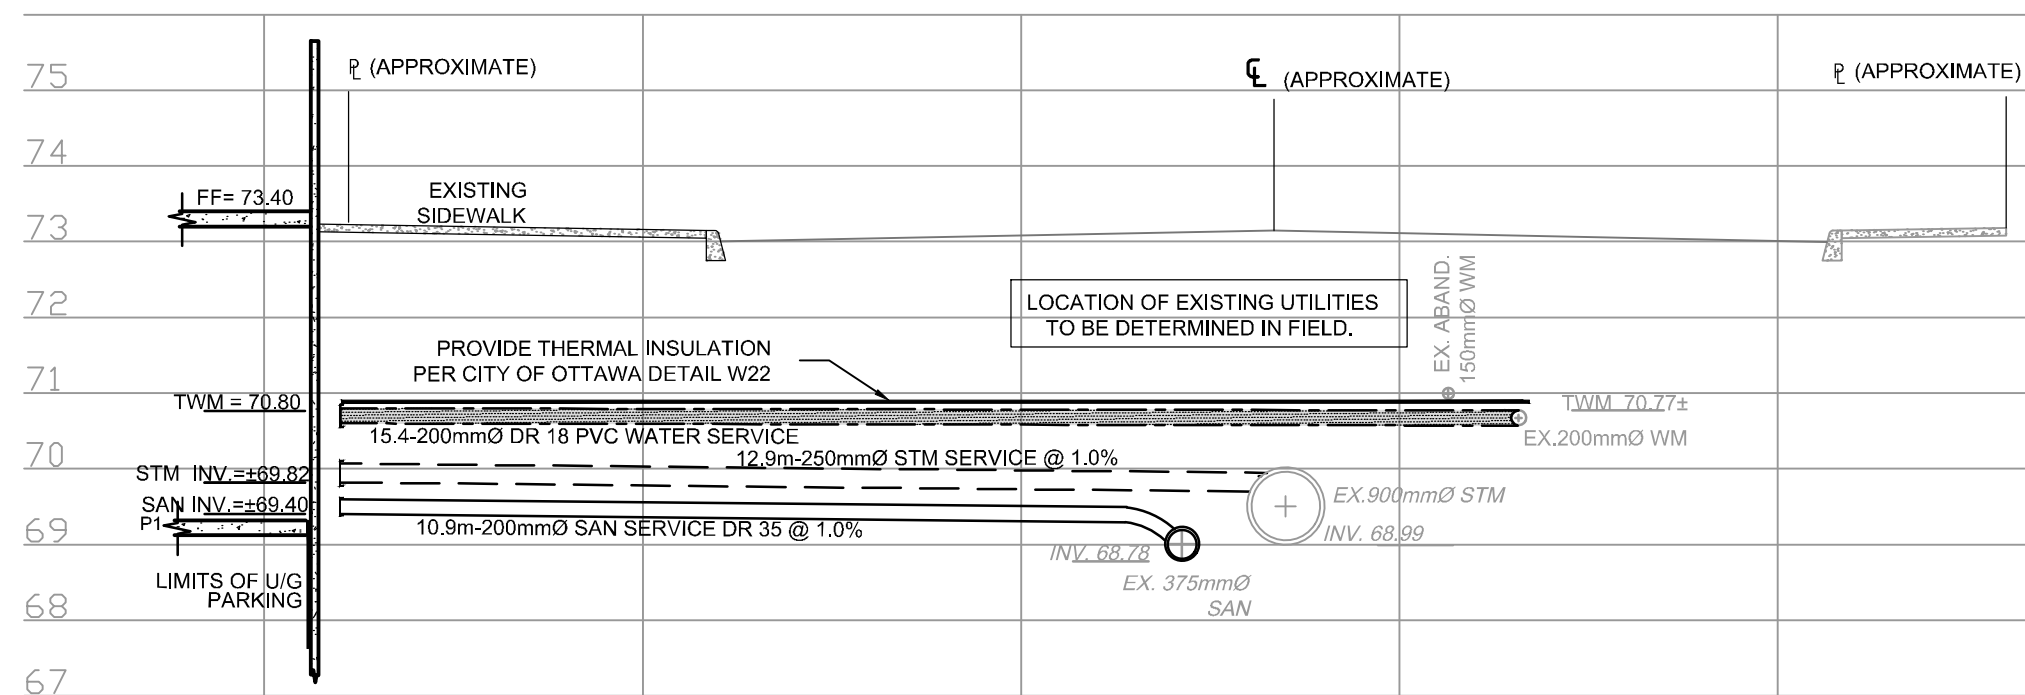 75
℄ (APPROXIMATE)
℄ (APPROXIMATE)
℄ (APPROXIMATE)
74
FF= 73.40
EXISTING
SIDEWALK
73
EX. ABAND.
150mmØ WM
72
LOCATION OF EXISTING UTILITIES
TO BE DETERMINED IN FIELD.
PROVIDE THERMAL INSULATION
PER CITY OF OTTAWA DETAIL W22
71
TWM = 70.80
TWM 70.77±
15.4-200mmØ DR 18 PVC WATER SERVICE
EX.200mmØ WM
70
12.9m-250mmØ STM SERVICE @ 1.0%
STM INV.=±69.82
SAN INV.=±69.40
EX.900mmØ STM
P1
10.9m-200mmØ SAN SERVICE DR 35 @ 1.0%
69
INV. 68.99
INV. 68.78
LIMITS OF U/G
PARKING
EX. 375mmØ
SAN
68
67